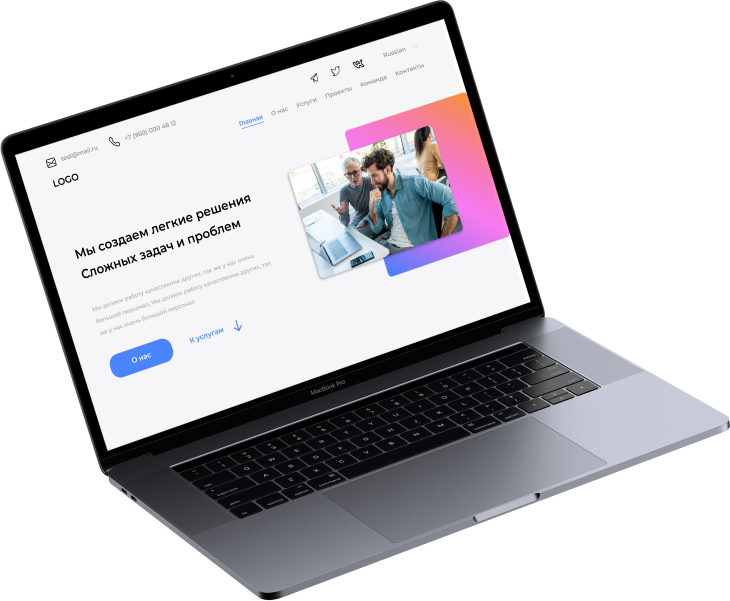 Russian
test@mail.ru
+7 (960) 000 46 12
LOGO
Главная О нас Услуги Проекты Команда Контакты
Мы создаем легкие решения
Сложных задач и проблем
Мы делаем работу качественне других, так же у нас очень
большой персонал. Мы делаем работу качественне других, так
же у нас очень большой персонал
О нас
К услугам
MacBook Pro